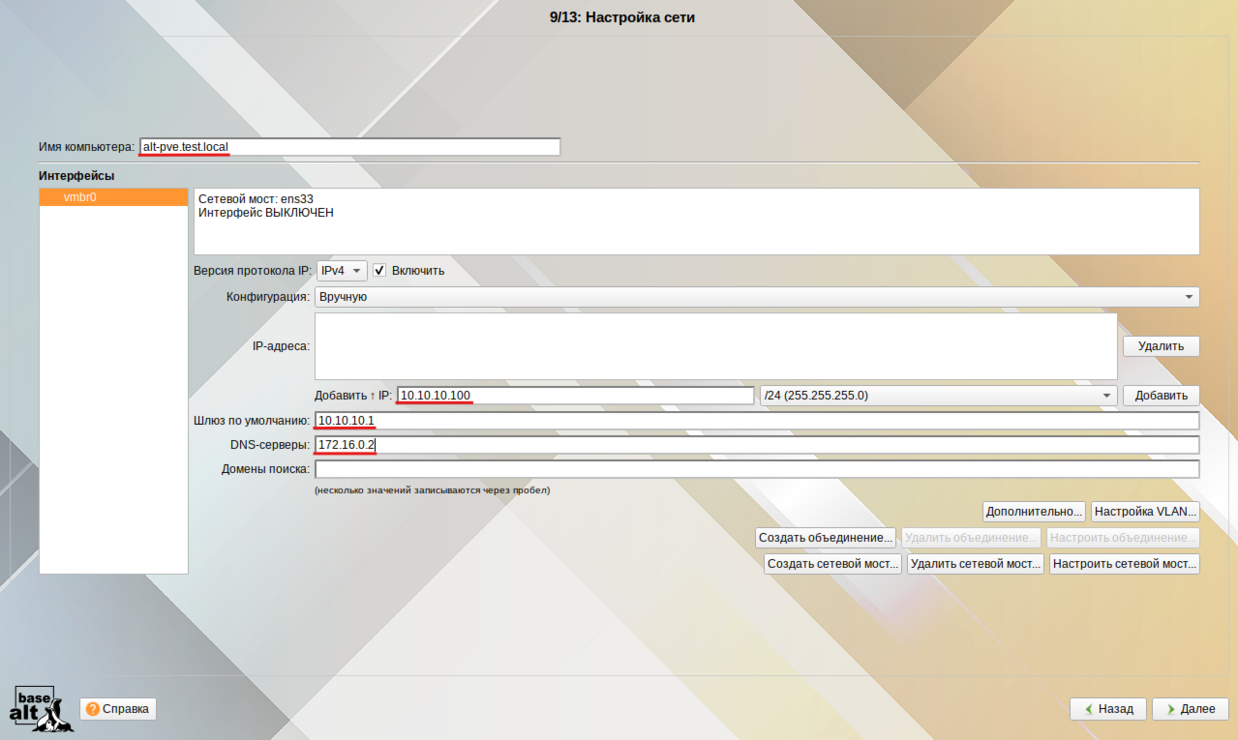 9/13: Настройка сети
Имя компьютера: alt-pve.test.local
Интерфейсы
vmbr0
Сетевой мост: ens33
Интерфейс ВЫКЛЮЧЕН
Версия протокола IP: IPv4 Включить
Конфигурация: Вручную
IP-адреса: Удалить
Добавить ↑ IP: 10.10.10.100 /24 (255.255.255.0) Добавить
Шлюз по умолчанию: 10.10.10.1
DNS-серверы: 172.16.0.2
Домены поиска:
(несколько значений записываются через пробел)
Дополнительно... Настройка VLAN...
Создать объединение... Удалить объединение... Настроить объединение...
Создать сетевой мост... Удалить сетевой мост... Настроить сетевой мост...
base
alt
Справка Назад Далее